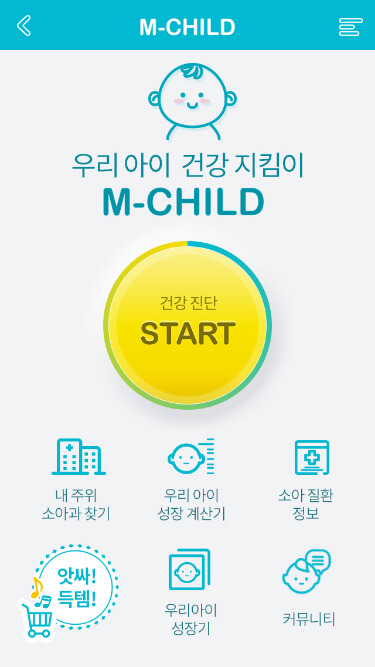 M-CHILD
우리 아이 건강 지킴이
M-CHILD
건강 진단
START
내 주위
소아과 찾기
우리 아이
성장 계산기
소아 질환
정보
앗싸!
득템!
우리아이
성장기
커뮤니티